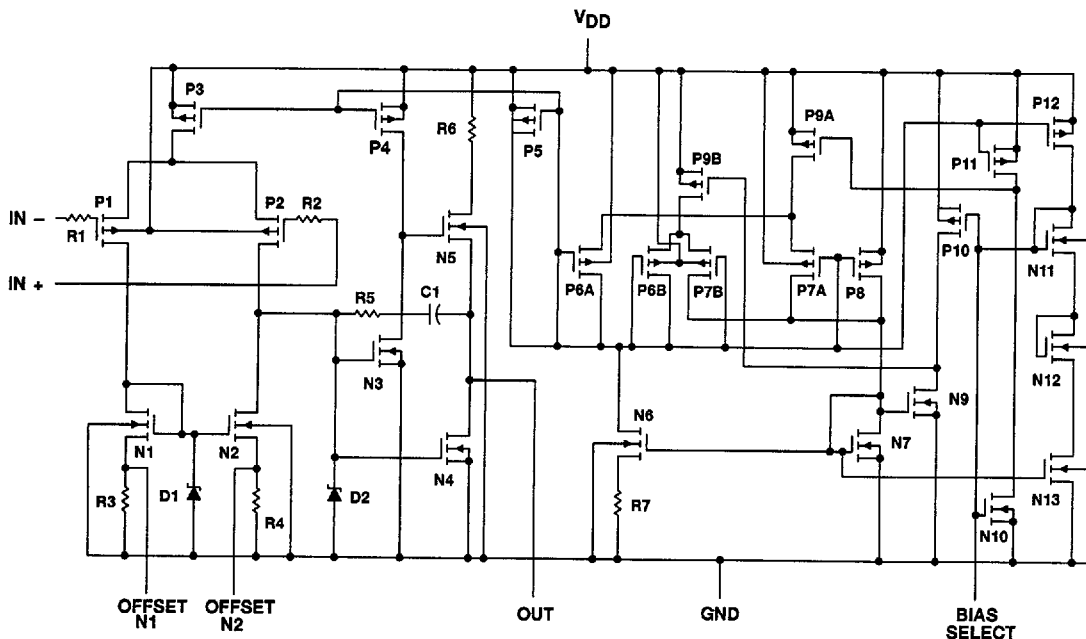 VDD
P3
P4
R6
P5
P9B
P9A
P11
P12
IN –
R1
P1
P2
R2
N5
P10
N11
IN +
P6A
P6B
P7B
P7A
P8
R5
C1
N3
N12
N1
N2
N6
N7
N9
R3
D1
R4
D2
N4
R7
N10
N13
OFFSET
N1
OFFSET
N2
OUT
GND
BIAS
SELECT